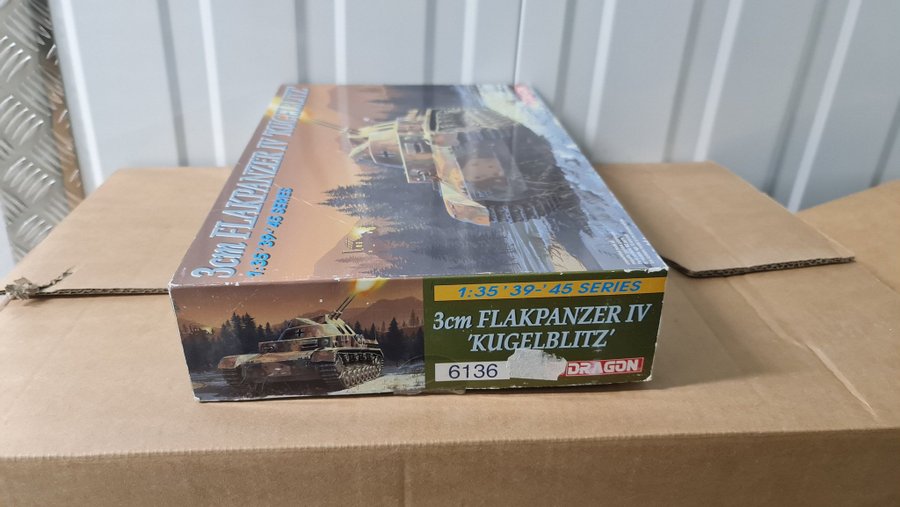 3cm FLAKPANZER IV 'KUGELBLITZ'
1:35 '39-'45 SERIES
1:35 '39-'45 SERIES
3cm FLAKPANZER IV
'KUGELBLITZ'
6136
DRAGON